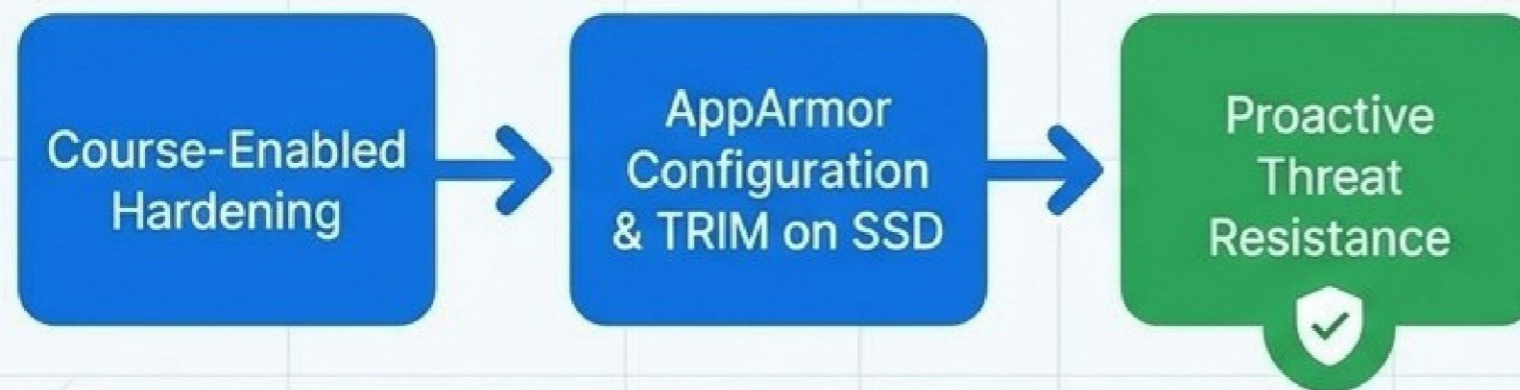 Course-Enabled
Hardening
AppArmor
Configuration
& TRIM on SSD
Proactive
Threat
Resistance